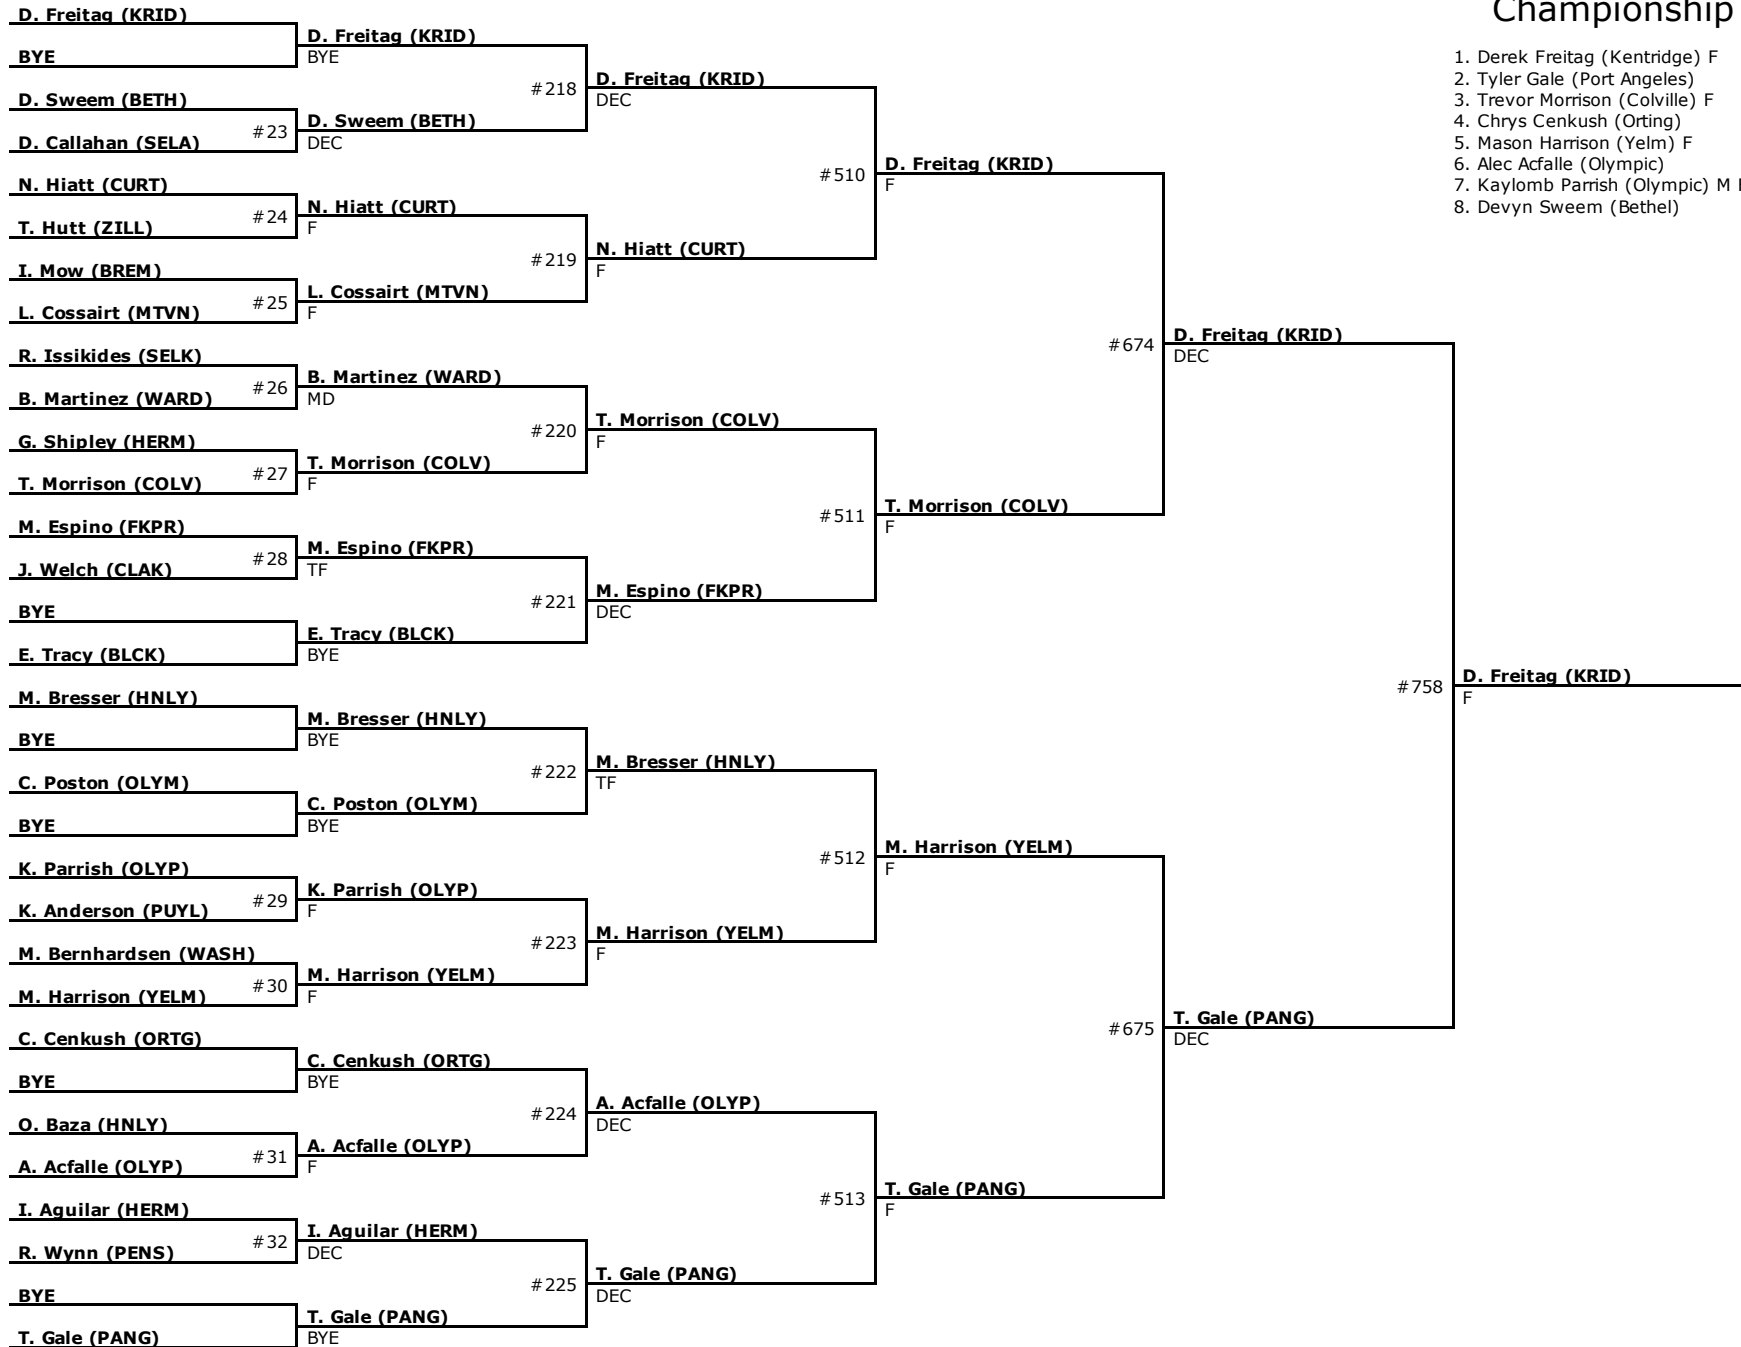 Championship
1. Derek Freitag (Kentridge) F
2. Tyler Gale (Port Angeles)
3. Trevor Morrison (Colville) F
4. Chrys Cenkush (Orting)
5. Mason Harrison (Yelm) F
6. Alec Acfalle (Olympic)
7. Kaylomb Parrish (Olympic) M
8. Devyn Sweem (Bethel)
D. Freitag (KRID)
BYE
D. Sweem (BETH)
D. Callahan (SELA)
#23
N. Hiatt (CURT)
T. Hutt (ZILL)
#24
I. Mow (BREM)
L. Cossairt (MTVN)
#25
R. Issikides (SELK)
B. Martinez (WARD)
#26
G. Shipley (HERM)
T. Morrison (COLV)
#27
M. Espino (FKPR)
J. Welch (CLAK)
#28
BYE
E. Tracy (BLCK)
M. Bresser (HNLY)
BYE
C. Poston (OLYM)
BYE
K. Parrish (OLYP)
K. Anderson (PUYL)
#29
M. Bernhardsen (WASH)
M. Harrison (YELM)
#30
C. Cenkush (ORTG)
BYE
O. Baza (HNLY)
A. Acfalle (OLYP)
#31
I. Aguilar (HERM)
R. Wynn (PENS)
#32
BYE
T. Gale (PANG)
D. Freitag (KRID)
BYE
#218
D. Sweem (BETH)
DEC
N. Hiatt (CURT)
F
#219
L. Cossairt (MTVN)
F
B. Martinez (WARD)
MD
#220
T. Morrison (COLV)
F
M. Espino (FKPR)
TF
#221
E. Tracy (BLCK)
BYE
M. Bresser (HNLY)
BYE
#222
C. Poston (OLYM)
BYE
K. Parrish (OLYP)
F
#223
M. Harrison (YELM)
F
C. Cenkush (ORTG)
BYE
#224
A. Acfalle (OLYP)
F
I. Aguilar (HERM)
DEC
#225
T. Gale (PANG)
BYE
D. Freitag (KRID)
DEC
#510
N. Hiatt (CURT)
F
T. Morrison (COLV)
F
#511
M. Espino (FKPR)
DEC
M. Bresser (HNLY)
TF
#512
M. Harrison (YELM)
F
A. Acfalle (OLYP)
DEC
#513
T. Gale (PANG)
DEC
D. Freitag (KRID)
F
#674
T. Morrison (COLV)
F
M. Harrison (YELM)
F
#675
T. Gale (PANG)
F
D. Freitag (KRID)
DEC
#758
T. Gale (PANG)
DEC
D. Freitag (KRID)
F